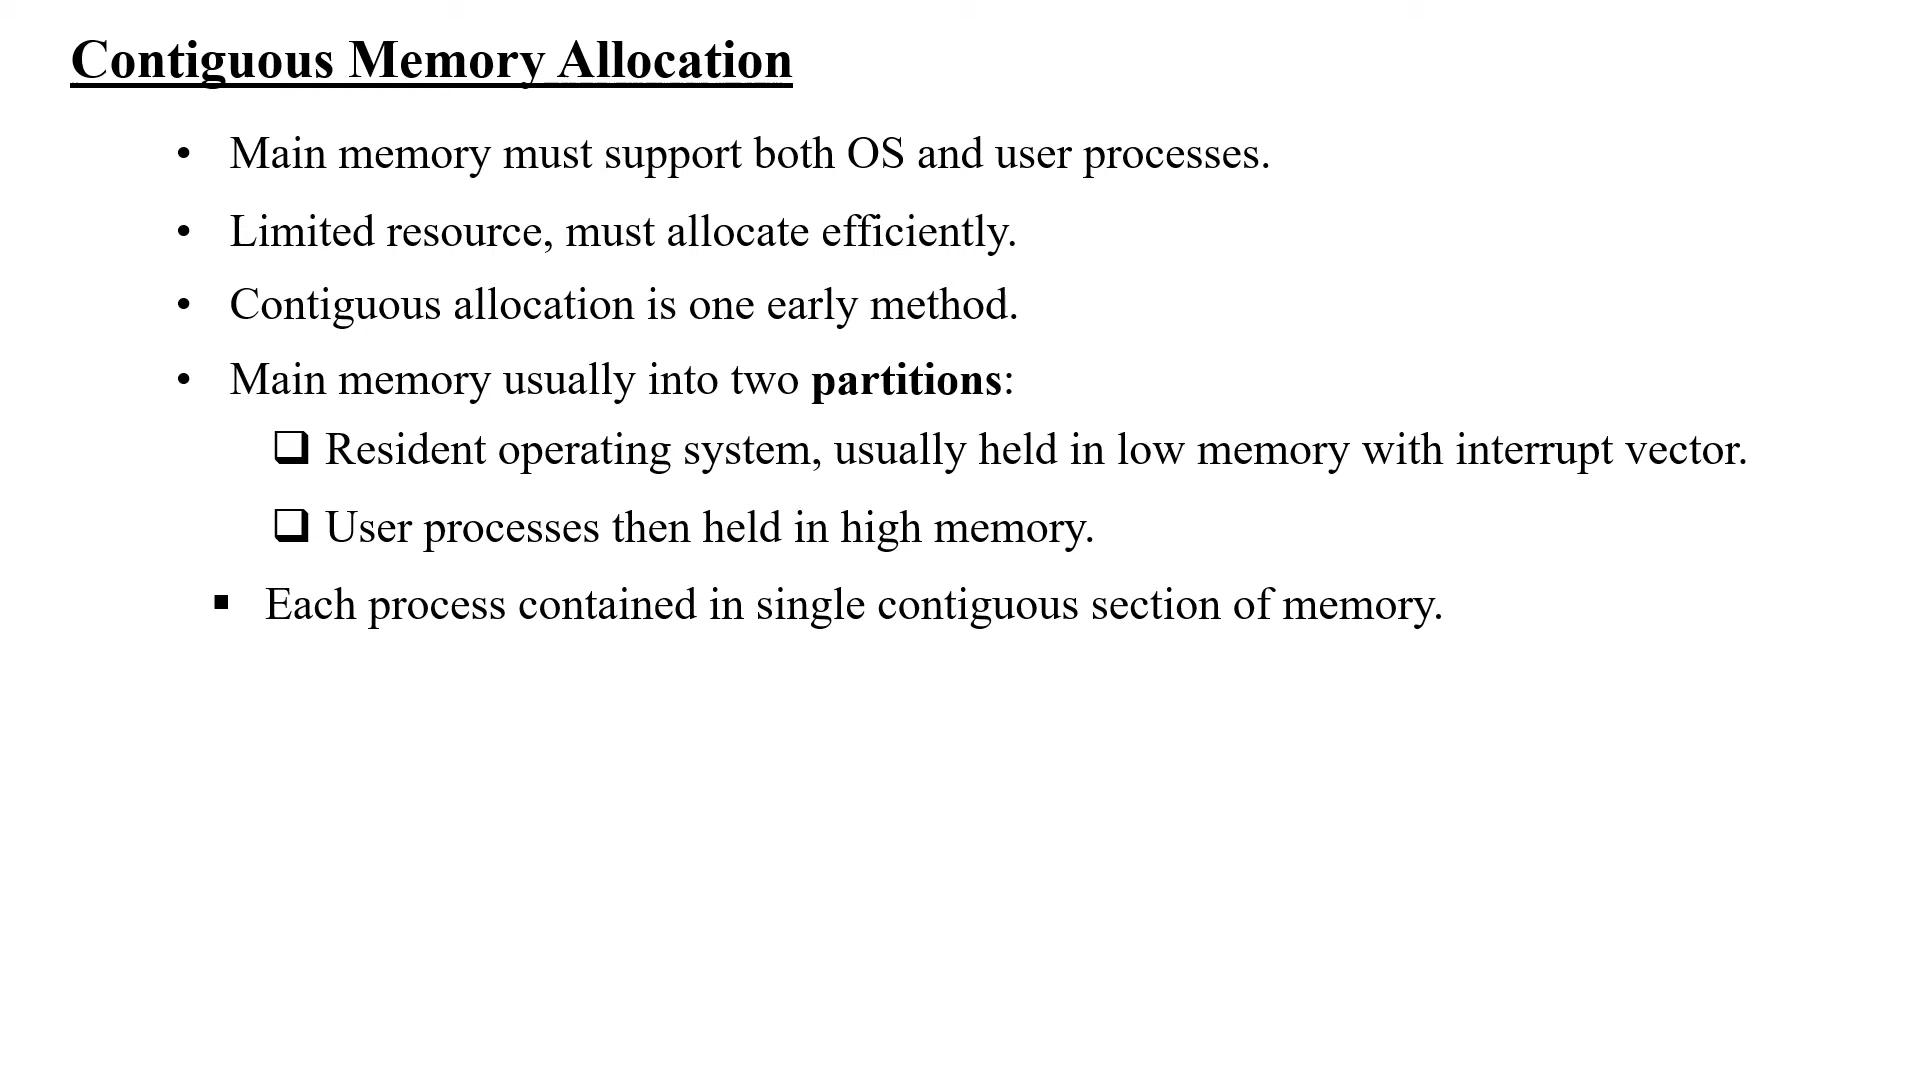 Contiguous Memory Allocation
• Main memory must support both OS and user processes.
• Limited resource, must allocate efficiently.
• Contiguous allocation is one early method.
• Main memory usually into two partitions:
❑ Resident operating system, usually held in low memory with interrupt vector.
❑ User processes then held in high memory.
▪ Each process contained in single contiguous section of memory.